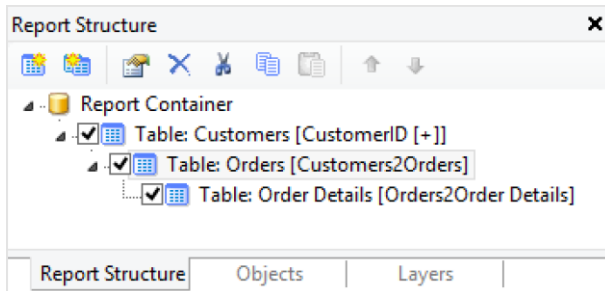 Report Structure
Report Container
Table: Customers [CustomerID [+]]
Table: Orders [Customers2Orders]
Table: Order Details [Orders2Order Details]
Report Structure Objects Layers